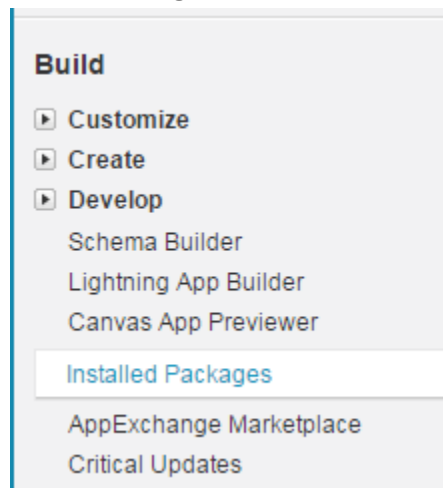 Build
Customize
Create
Develop
Schema Builder
Lightning App Builder
Canvas App Previewer
Installed Packages
AppExchange Marketplace
Critical Updates